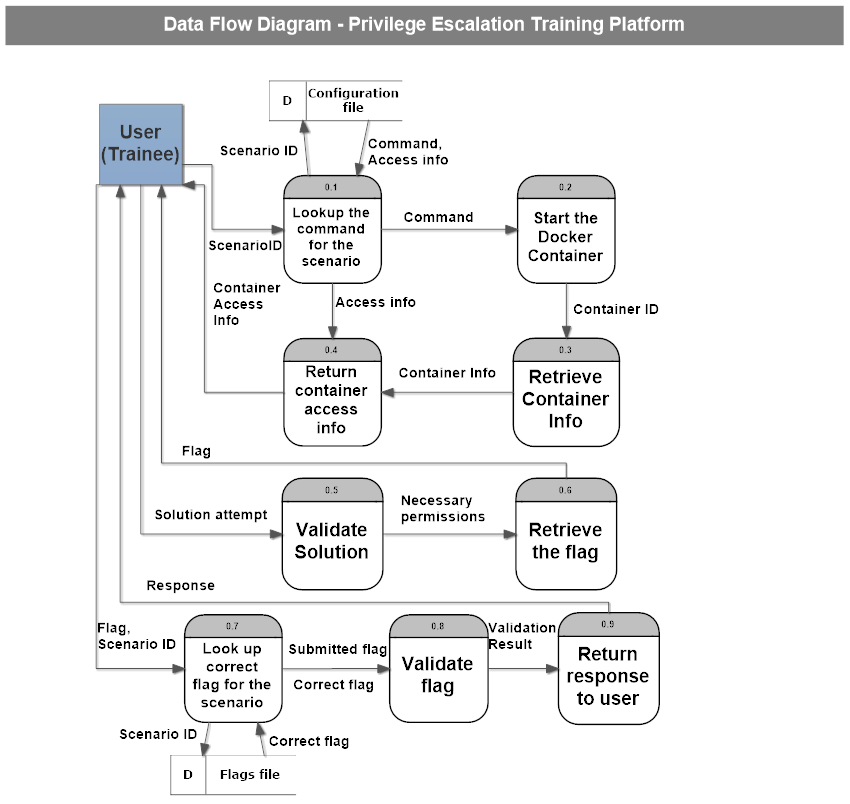 Data Flow Diagram - Privilege Escalation Training Platform
D
Configuration
file
User
(Trainee)
Scenario ID
Command,
Access info
0.1
Lookup the
command
for the
scenario
ScenarioID
Command
0.2
Start the
Docker
Container
Container
Access
Info
Access info
Container ID
0.4
Return
container
access
info
Container Info
0.3
Retrieve
Container
Info
Flag
Solution attempt
0.5
Validate
Solution
Necessary
permissions
0.6
Retrieve
the flag
Response
Flag,
Scenario ID
0.7
Look up
correct
flag for the
scenario
Submitted flag
Correct flag
0.8
Validate
flag
Validation
Result
0.9
Return
response
to user
Scenario ID
Correct flag
D
Flags file